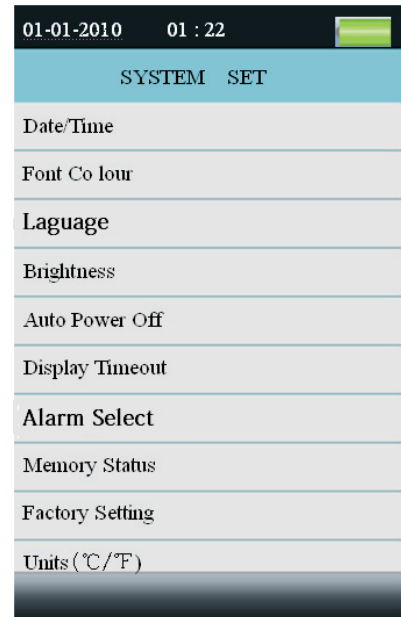 01-01-2010 01 : 22
SYSTEM SET
Date/Time
Font Co lour
Laguage
Brightness
Auto Power Off
Display Timeout
Alarm Select
Memory Status
Factory Setting
Units(℃/℉)